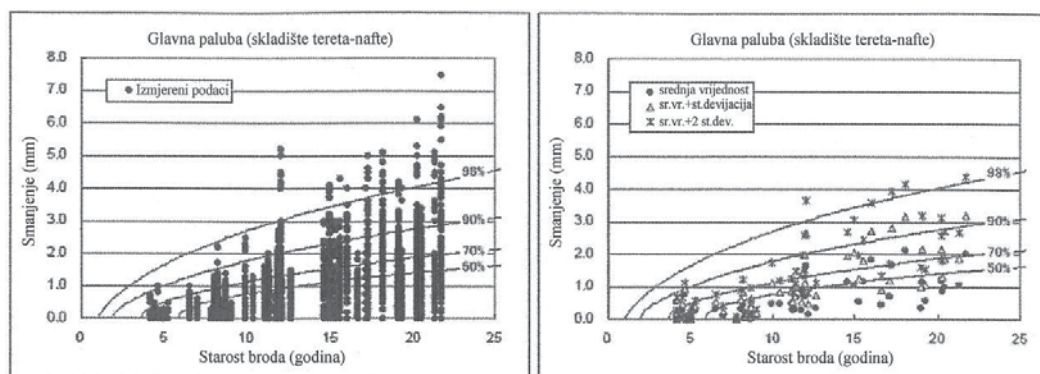 Glavna paluba (skladište tereta-nafte)
8.0
7.0
6.0
5.0
4.0
3.0
2.0
1.0
0.0
Smanjenje (mm)
Izmjereni podaci
98%
90%
70%
50%
0 5 10 15 20 25
Starost broda (godina)
Glavna paluba (skladište tereta-nafte)
8.0
7.0
6.0
5.0
4.0
3.0
2.0
1.0
0.0
Smanjenje (mm)
srednja vrijednost
sr.vr.+st.devijacija
sr.vr.+2 st.dev.
98%
90%
70%
50%
0 5 10 15 20 25
Starost broda (godina)